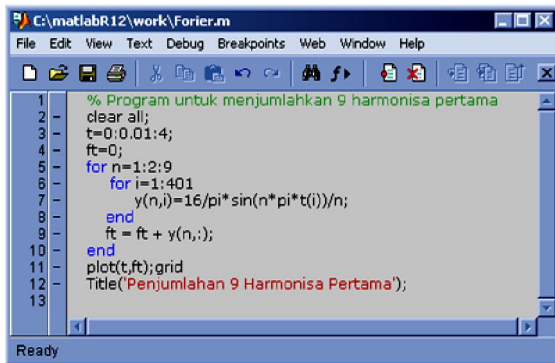 C:\matlabR12\work\Forier.m
File Edit View Text Debug Breakpoints Web Window Help
1 % Program untuk menjumlahkan 9 harmonisa pertama
2 - clear all;
3 - t=0:0.01:4;
4 - ft=0;
5 - for n=1:2:9
6 - for i=1:401
7 - y(n,i)=16/pi*sin(n*pi*t(i))/n;
8 - end
9 - ft = ft + y(n,:);
10 - end
11 - plot(t,ft);grid
12 - Title('Penjumlahan 9 Harmonisa Pertama');
13
Ready